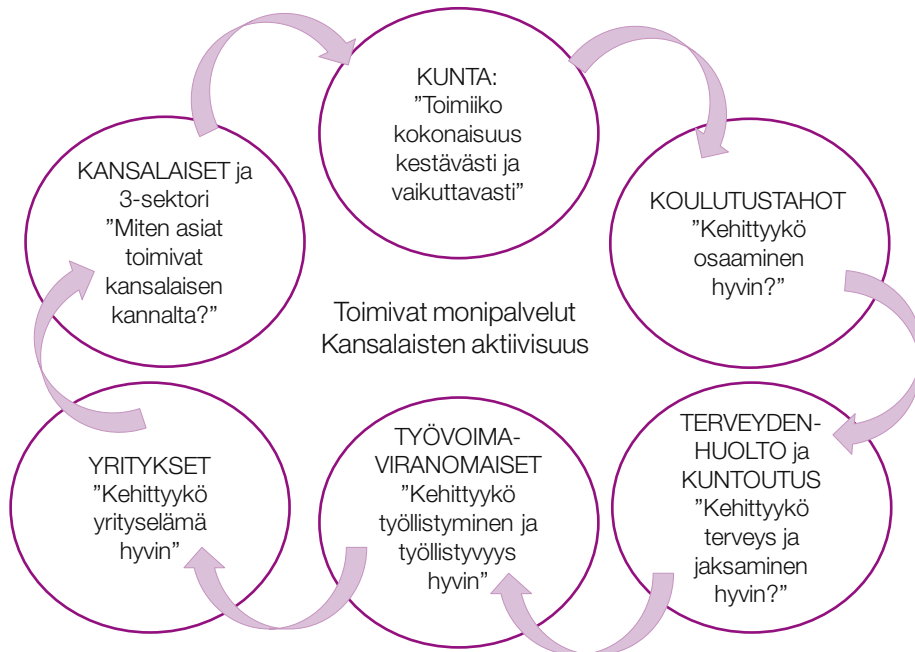 KUNTA:
”Toimiiko
kokonaisuus
kestävästi ja
vaikuttavasti”
KOULUTUSTAHOT
”Kehittyykö
osaaminen
hyvin?”
TERVEYDEN-
HUOLTO ja
KUNTOUTUS
”Kehittyykö
terveys ja
jaksaminen
hyvin?”
TYÖVOIMA-
VIRANOMAISET
”Kehittyykö
työllistyminen ja
työllistyvyys
hyvin”
YRITYKSET
”Kehittyykö
yrityselämä
hyvin”
KANSALAISET ja
3-sektori
”Miten asiat
toimivat
kansalaisen
kannalta?”
Toimivat monipalvelut
Kansalaisten aktiivisuus